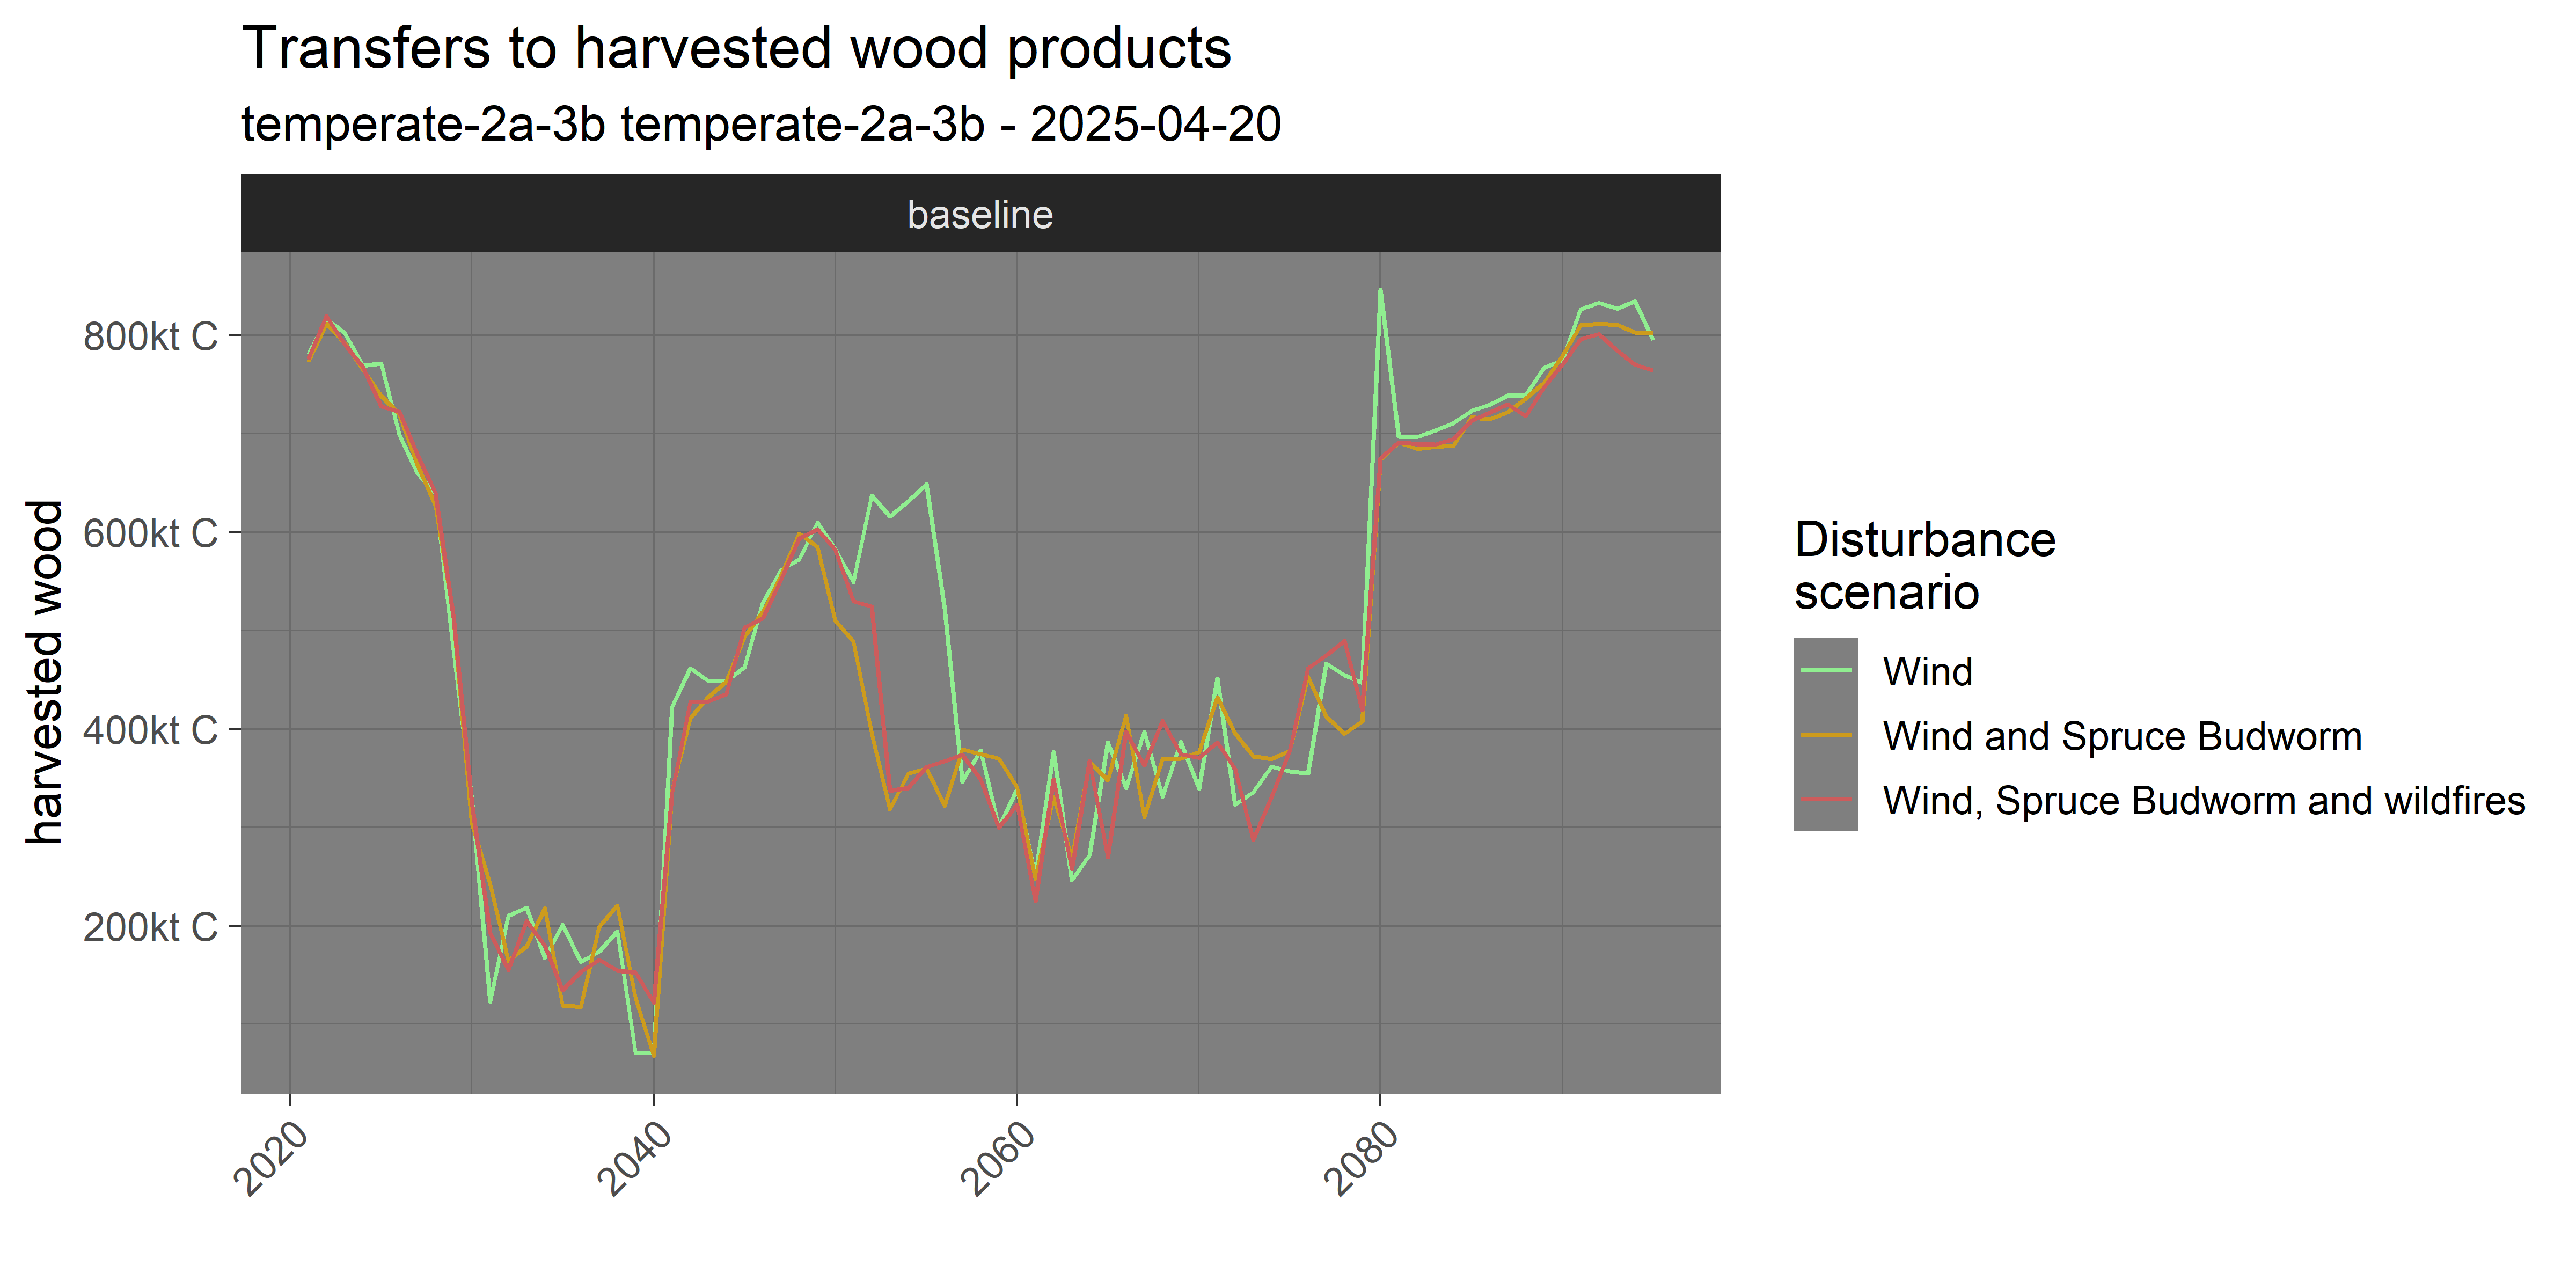 Transfers to harvested wood products
temperate-2a-3b temperate-2a-3b - 2025-04-20
baseline
harvested wood
800kt C
600kt C
400kt C
200kt C
2020
2040
2060
2080
Disturbance
scenario
Wind
Wind and Spruce Budworm
Wind, Spruce Budworm and wildfires